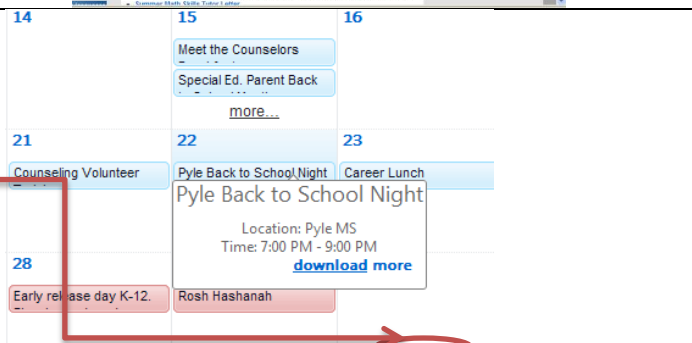 Summer Math Skills Tutor Letter
14 15 16
Meet the Counselors
Special Ed. Parent Back
more...
21 22 23
Counseling Volunteer Pyle Back to School Night Career Lunch
Pyle Back to School Night
Location: Pyle MS
Time: 7:00 PM - 9:00 PM
download more
28
Early release day K-12. Rosh Hashanah